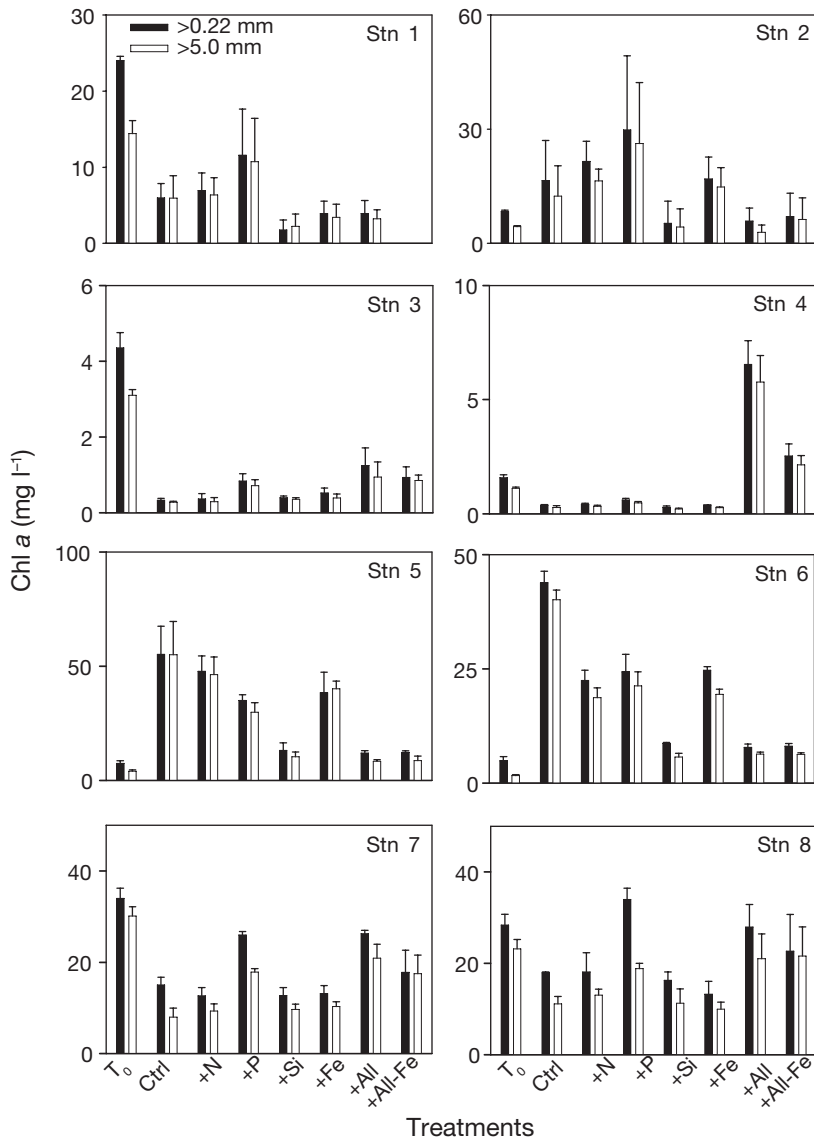 >0.22 mm
>5.0 mm
Stn 1
30
20
10
0
Stn 2
60
30
0
Stn 3
6
4
2
0
Stn 4
10
5
0
Chl a (mg l⁻¹)
Stn 5
100
50
0
Stn 6
50
25
0
Stn 7
40
20
0
Stn 8
40
20
0
T₀ Ctrl +N +P +Si +Fe +All +All-Fe
T₀ Ctrl +N +P +Si +Fe +All +All-Fe
Treatments